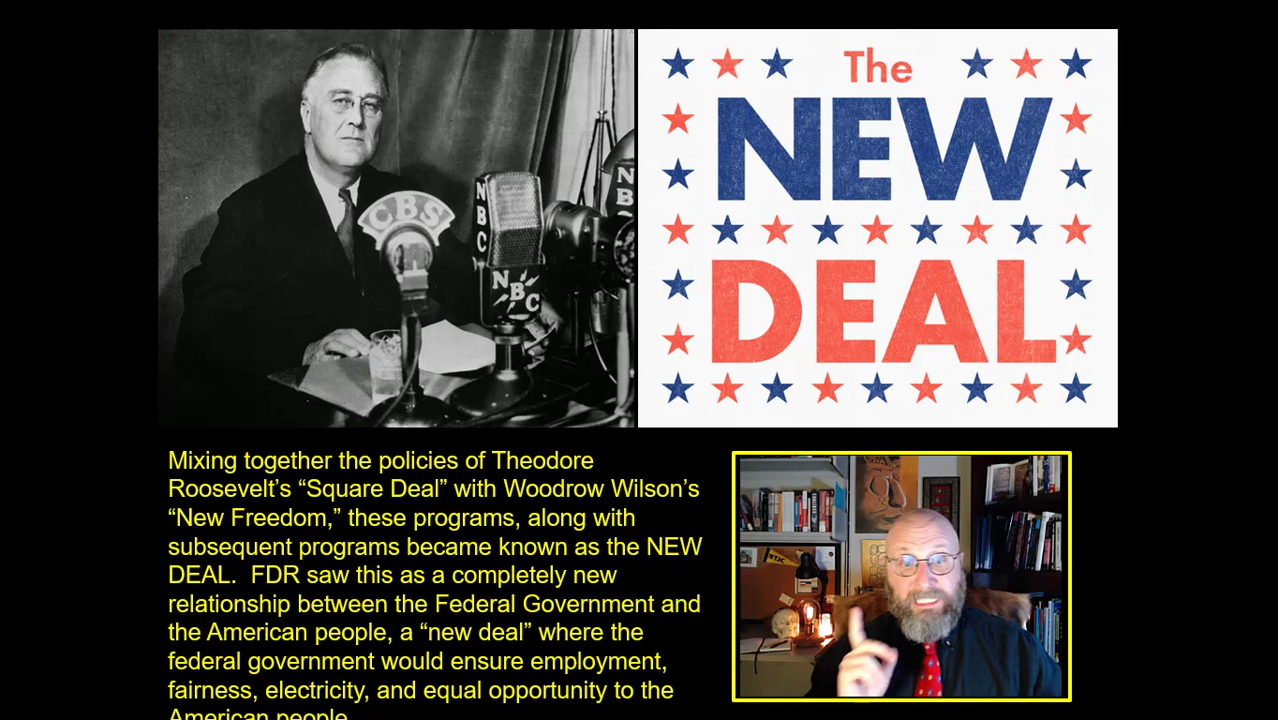 The
NEW
DEAL
CBS
NBC
NBC
NB
Mixing together the policies of Theodore
Roosevelt’s “Square Deal” with Woodrow Wilson’s
“New Freedom,” these programs, along with
subsequent programs became known as the NEW
DEAL.  FDR saw this as a completely new
relationship between the Federal Government and
the American people, a “new deal” where the
federal government would ensure employment,
fairness, electricity, and equal opportunity to the
American people